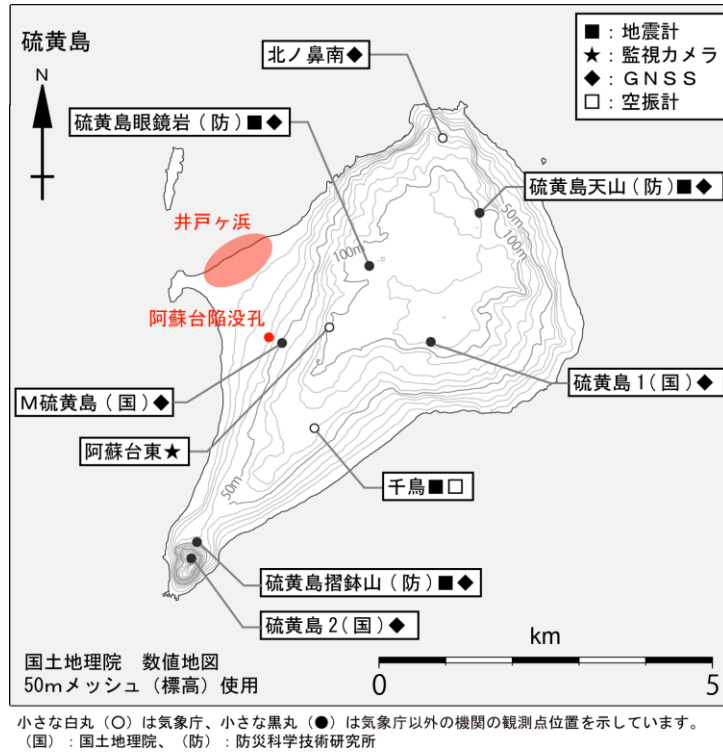 硫黄島
N
■：地震計
★：監視カメラ
◆：ＧＮＳＳ
□：空振計
北ノ鼻南◆
硫黄島眼鏡岩（防）■◆
硫黄島天山（防）■◆
50m
100m
井戸ヶ浜
100m
阿蘇台陥没孔
硫黄島1(国)◆
M硫黄島（国）◆
阿蘇台東★
千鳥■□
50m
硫黄島摺鉢山（防）■◆
硫黄島2(国)◆
km
0 5
国土地理院　数値地図
50mメッシュ（標高）使用
小さな白丸（○）は気象庁、小さな黒丸（●）は気象庁以外の機関の観測点位置を示しています。
（国）：国土地理院、（防）：防災科学技術研究所